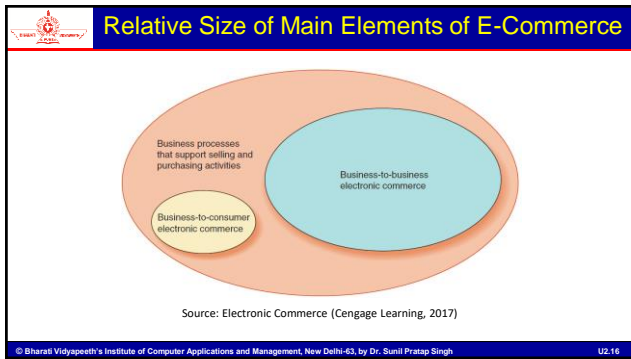 Relative Size of Main Elements of E-Commerce
Business processes
that support selling and
purchasing activities
Business-to-business
electronic commerce
Business-to-consumer
electronic commerce
Source: Electronic Commerce (Cengage Learning, 2017)
© Bharati Vidyapeeth's Institute of Computer Applications and Management, New Delhi-63, by Dr. Sunil Pratap Singh
U2.16